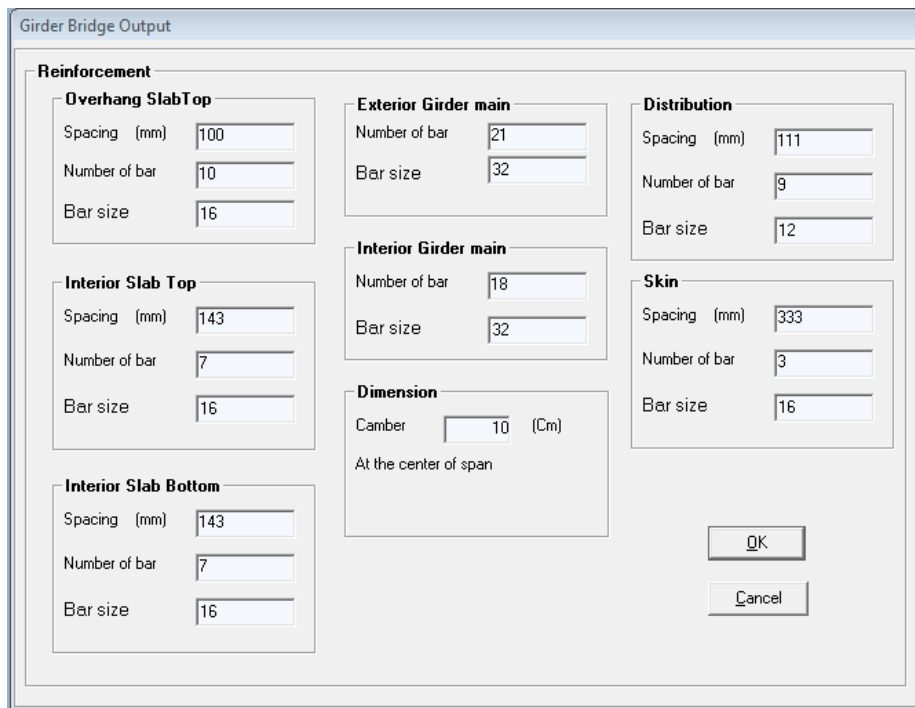 Girder Bridge Output
Reinforcement
Overhang SlabTop
Spacing (mm) 100
Number of bar 10
Bar size 16
Interior Slab Top
Spacing (mm) 143
Number of bar 7
Bar size 16
Interior Slab Bottom
Spacing (mm) 143
Number of bar 7
Bar size 16
Exterior Girder main
Number of bar 21
Bar size 32
Interior Girder main
Number of bar 18
Bar size 32
Dimension
Camber 10 (Cm)
At the center of span
Distribution
Spacing (mm) 111
Number of bar 9
Bar size 12
Skin
Spacing (mm) 333
Number of bar 3
Bar size 16
OK
Cancel